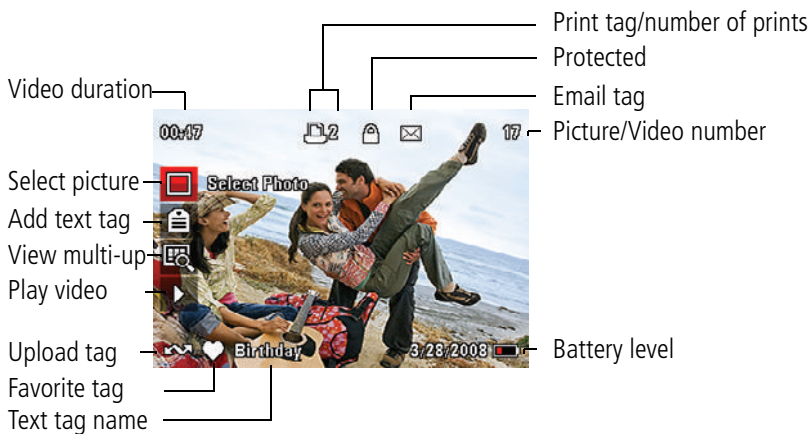 Print tag/number of prints
Protected
Video duration
Email tag
00:47
2
17
Picture/Video number
Select picture
Select Photo
Add text tag
View multi-up
Play video
Upload tag
Birthday
3/28/2008
Battery level
Favorite tag
Text tag name